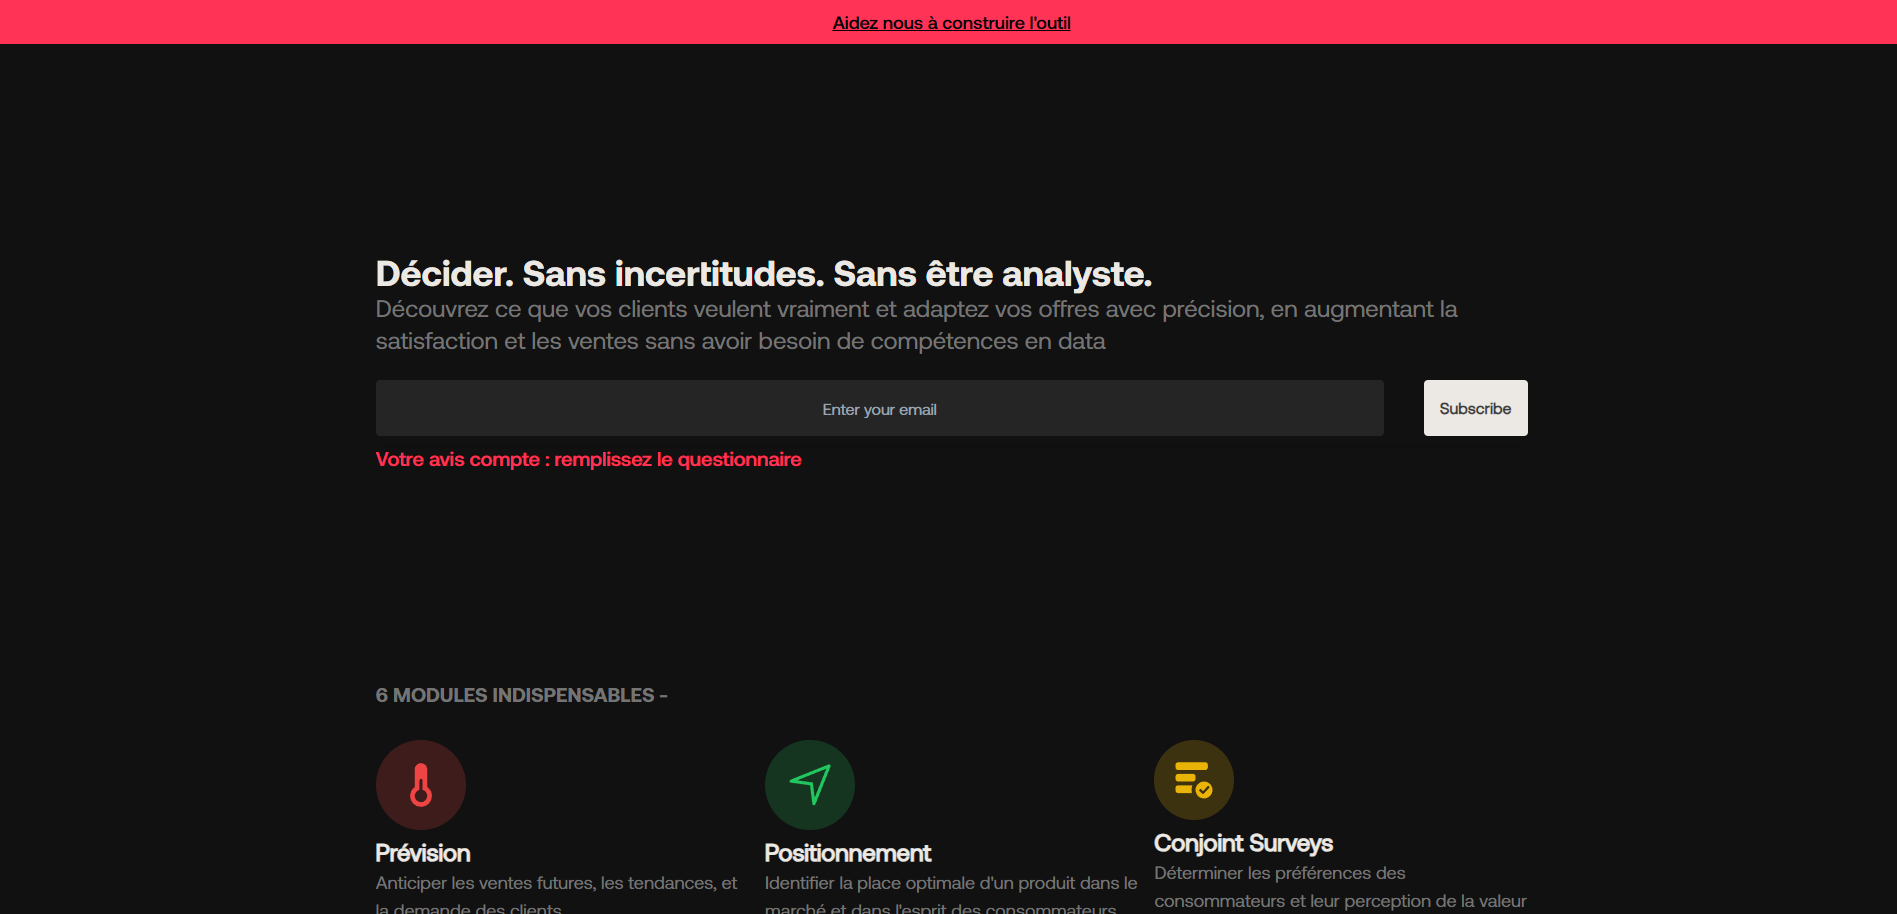 Aidez nous à construire l'outil
Décider. Sans incertitudes. Sans être analyste.
Découvrez ce que vos clients veulent vraiment et adaptez vos offres avec précision, en augmentant la
satisfaction et les ventes sans avoir besoin de compétences en data
Enter your email
Subscribe
Votre avis compte : remplissez le questionnaire
6 MODULES INDISPENSABLES -
Prévision
Anticiper les ventes futures, les tendances, et
la demande des clients
Positionnement
Identifier la place optimale d'un produit dans le
marché et dans l'esprit des consommateurs
Conjoint Surveys
Déterminer les préférences des
consommateurs et leur perception de la valeur